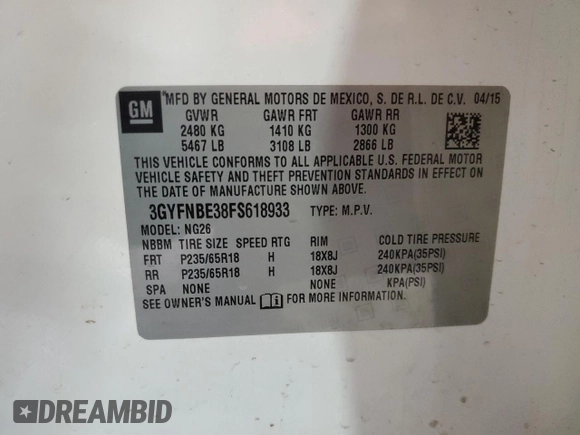 GM
MFD BY GENERAL MOTORS DE MEXICO, S. DE R.L. DE C.V. 04/15
GVWR GAWR FRT GAWR RR
2480 KG 1410 KG 1300 KG
5467 LB 3108 LB 2866 LB
THIS VEHICLE CONFORMS TO ALL APPLICABLE U.S. FEDERAL MOTOR
VEHICLE SAFETY AND THEFT PREVENTION STANDARDS IN EFFECT ON
THE DATE OF MANUFACTURE SHOWN ABOVE.
3GYFNBE38FS618933 TYPE: M.P.V.
MODEL: NG26
NBBM TIRE SIZE SPEED RTG RIM COLD TIRE PRESSURE
FRT P235/65R18 H 18X8J 240KPA(35PSI)
RR P235/65R18 H 18X8J 240KPA(35PSI)
SPA NONE NONE KPA(PSI)
SEE OWNER'S MANUAL FOR MORE INFORMATION.
DREAMBID